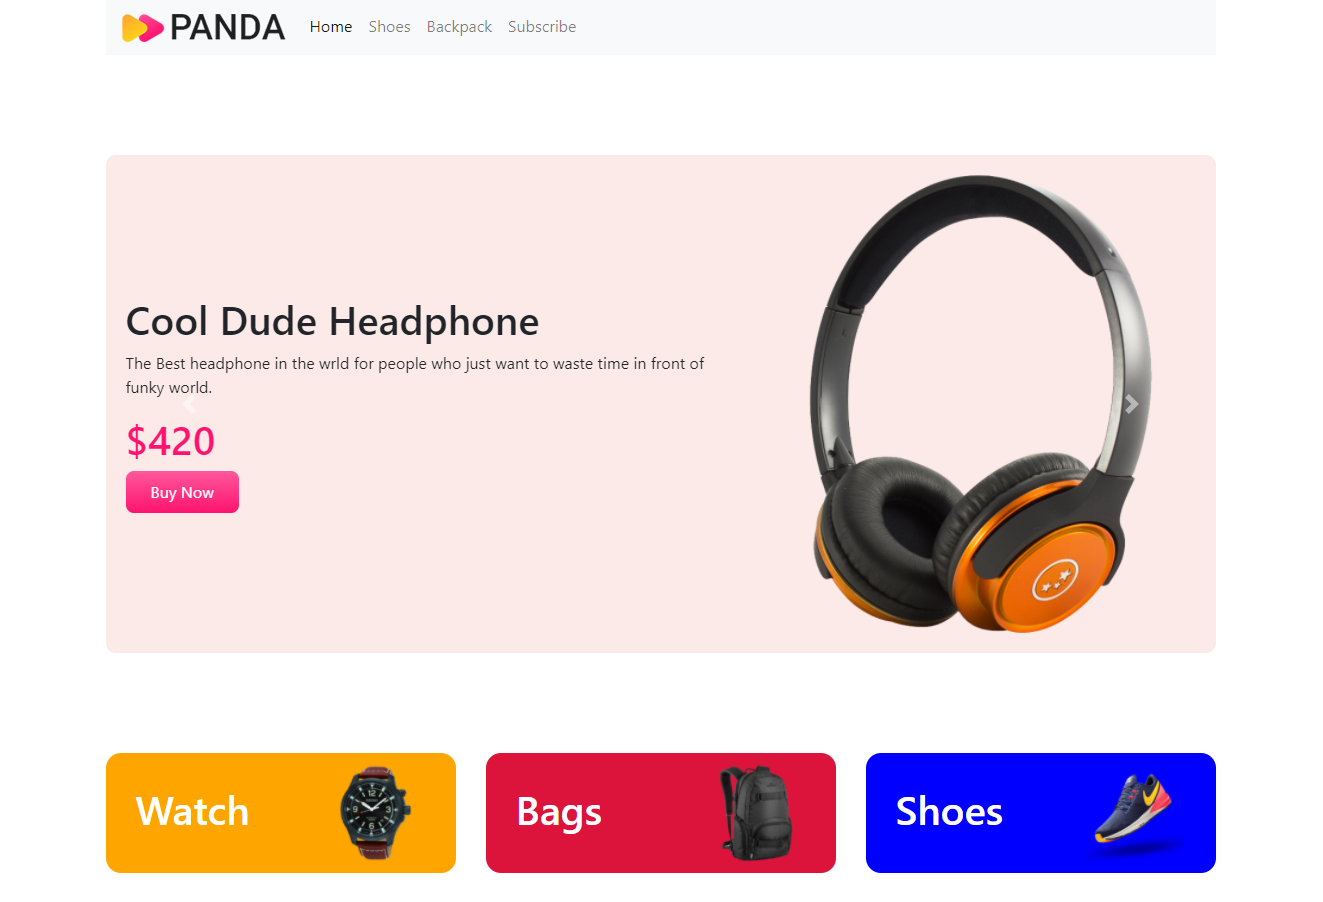 PANDA
Home Shoes Backpack Subscribe
Cool Dude Headphone
The Best headphone in the wrld for people who just want to waste time in front of
funky world.
$420
Buy Now
Watch
Bags
Shoes